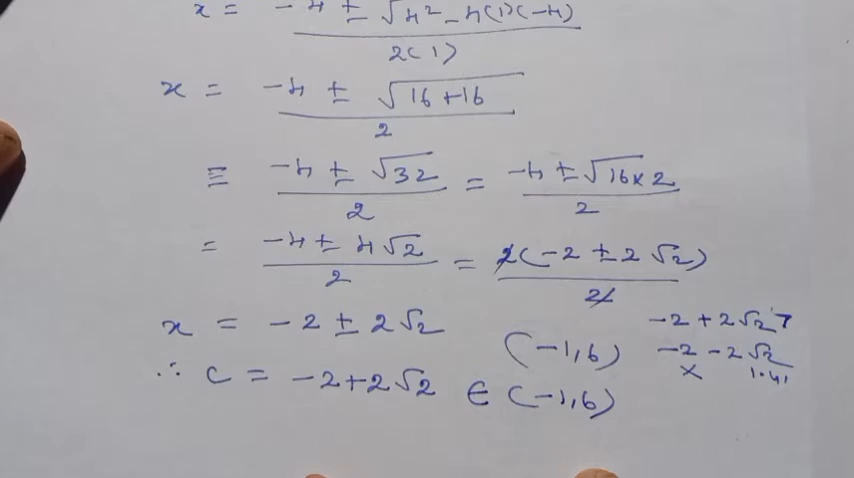 x = -4 ± √4² - 4(1)(-4) / 2(1)
x = -4 ± √16+16 / 2
= -4 ± √32 / 2 = -4 ± √16×2 / 2
= -4 ± 4√2 / 2 = 2(-2 ± 2√2) / 2
x = -2 ± 2√2
(-1,6)
-2 + 2√2
-2 - 2√2
×
1.41
∴ c = -2+2√2 ∈ (-1,6)